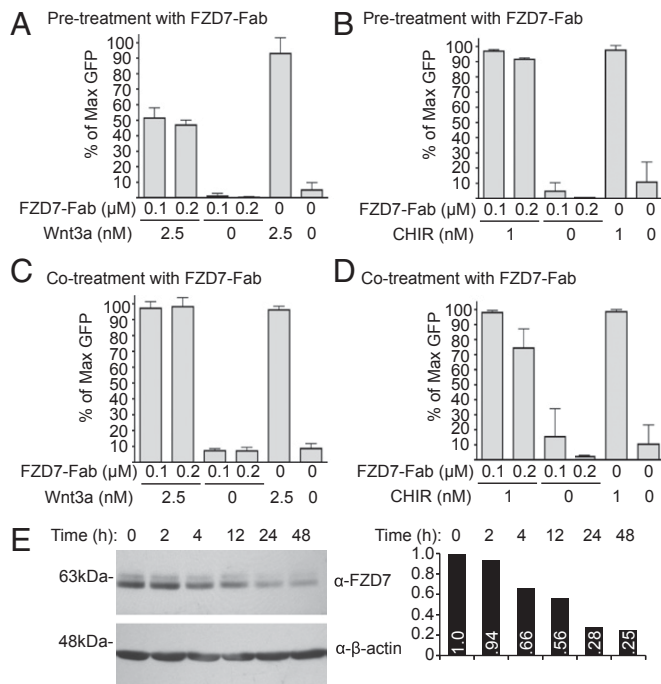 A Pre-treatment with FZD7-Fab
% of Max GFP
100
90
80
70
60
50
40
30
20
10
FZD7-Fab (µM) 0.1 0.2 0.1 0.2 0 0
Wnt3a (nM) 2.5 0 2.5 0
B Pre-treatment with FZD7-Fab
% of Max GFP
100
90
80
70
60
50
40
30
20
10
FZD7-Fab (µM) 0.1 0.2 0.1 0.2 0 0
CHIR (nM) 1 0 1 0
C Co-treatment with FZD7-Fab
% of Max GFP
100
90
80
70
60
50
40
30
20
10
FZD7-Fab (µM) 0.1 0.2 0.1 0.2 0 0
Wnt3a (nM) 2.5 0 2.5 0
D Co-treatment with FZD7-Fab
% of Max GFP
100
90
80
70
60
50
40
30
20
10
FZD7-Fab (µM) 0.1 0.2 0.1 0.2 0 0
CHIR (nM) 1 0 1 0
E Time (h): 0 2 4 12 24 48
63kDa- α-FZD7
48kDa- α-β-actin
Time (h): 0 2 4 12 24 48
1.0
0.8
0.6
0.4
0.2
0
1.0 .94 .66 .56 .28 .25